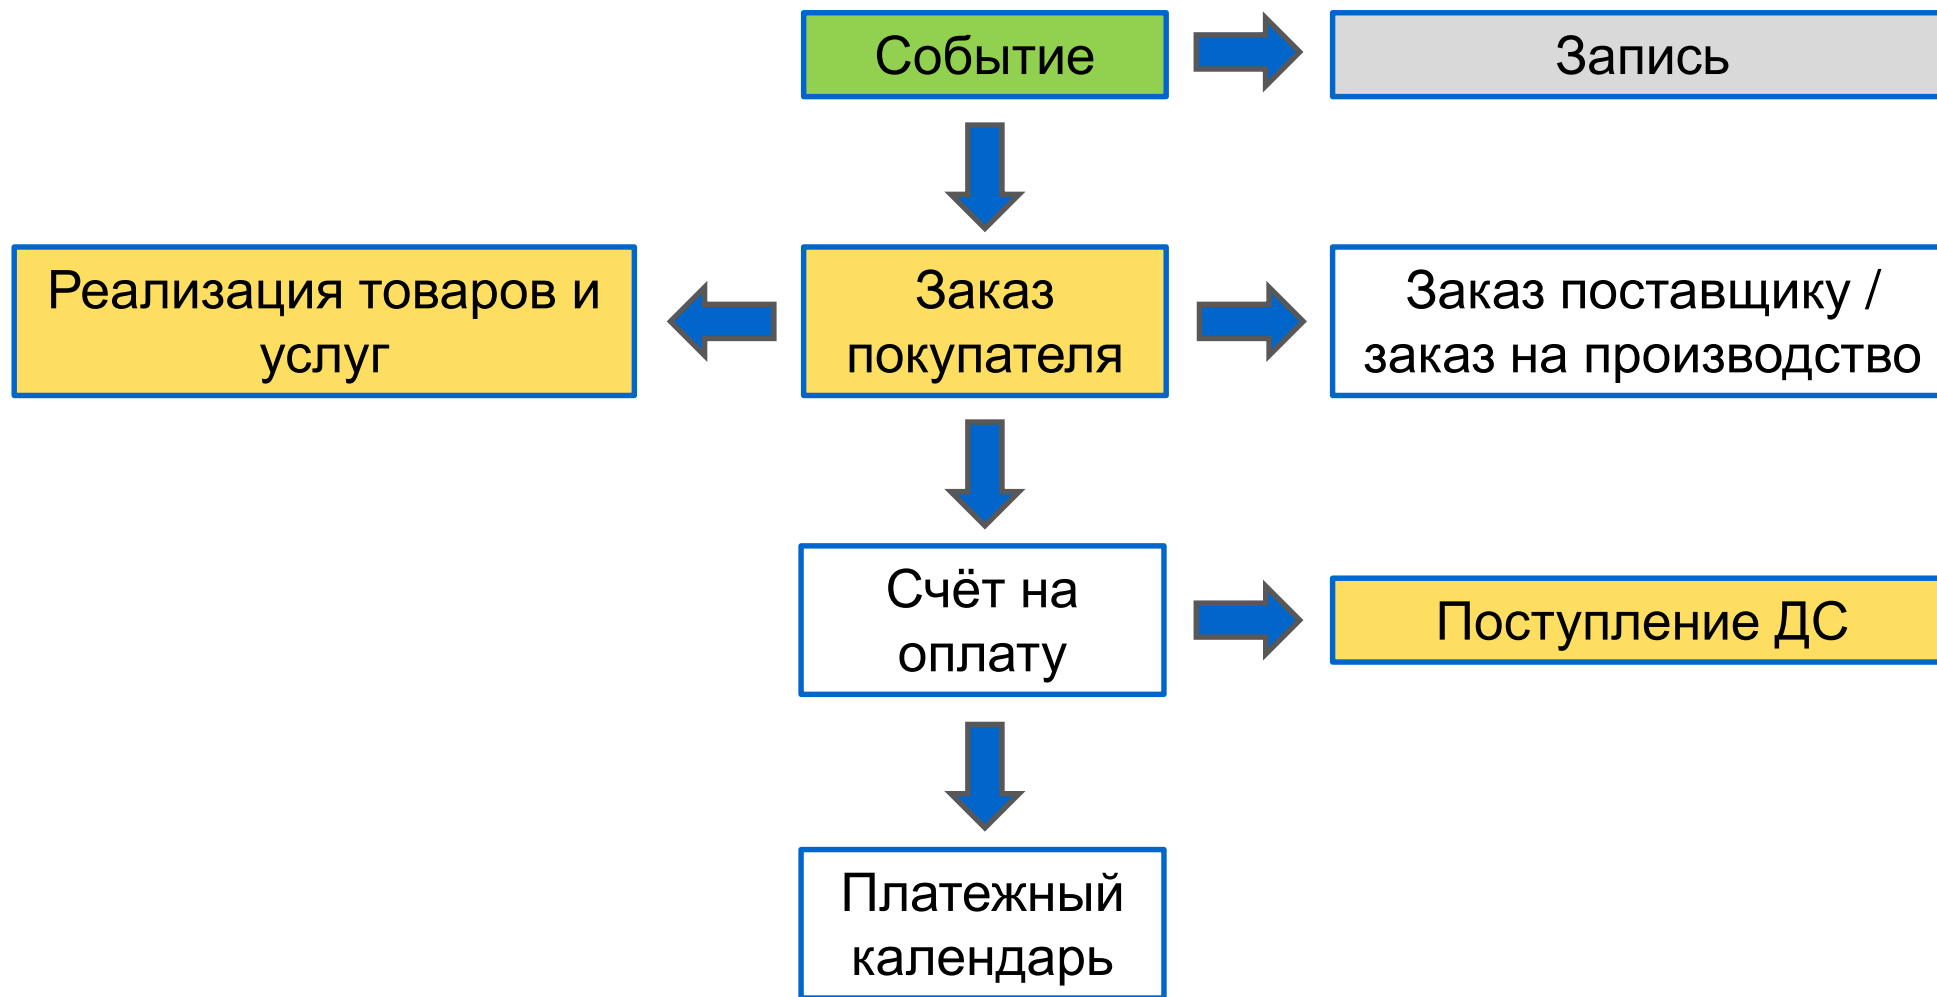 Событие
Запись
Реализация товаров и
услуг
Заказ
покупателя
Заказ поставщику /
заказ на производство
Счёт на
оплату
Поступление ДС
Платежный
календарь